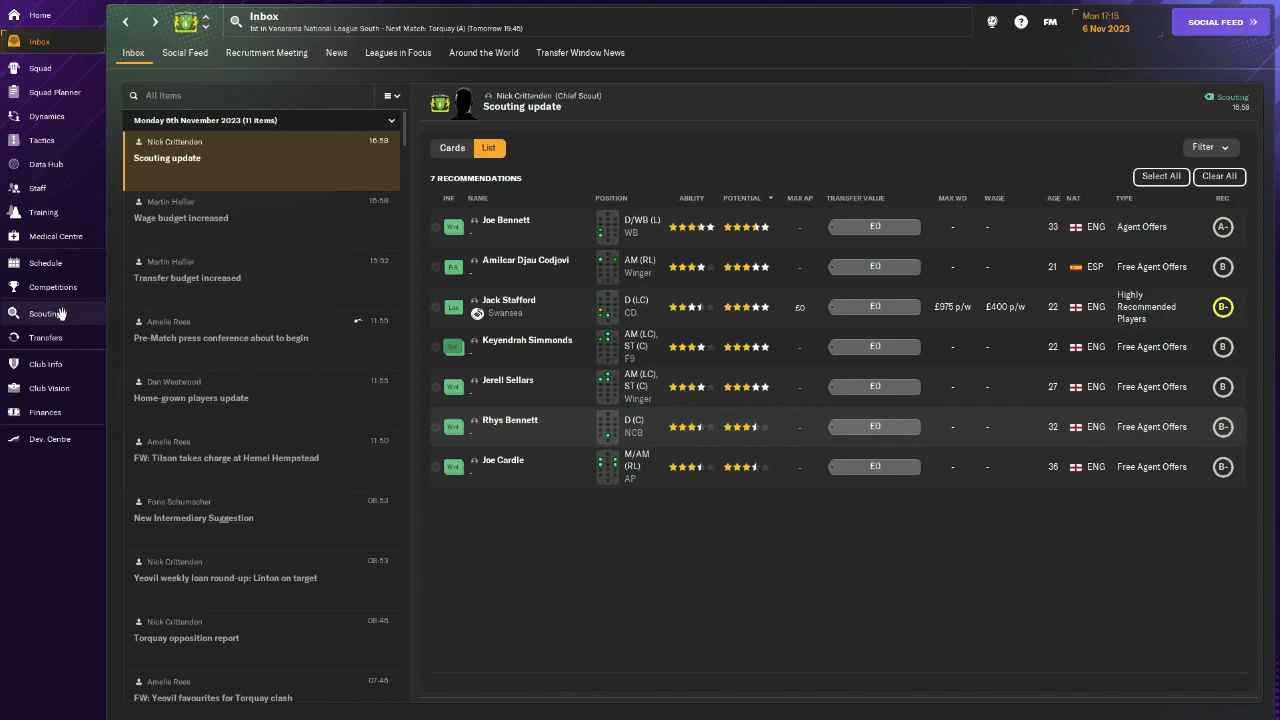 Home
Inbox
Squad
Squad Planner
Dynamics
Tactics
Data Hub
Staff
Training
Medical Centre
Schedule
Competitions
Scouting
Transfers
Club Info
Club Vision
Finances
Dev. Centre
Inbox
1st in Vanarama National League South - Next Match: Torquay (A) (Tomorrow 19:45)
FM
Mon 17:15
6 Nov 2023
SOCIAL FEED
Inbox Social Feed Recruitment Meeting News Leagues in Focus Around the World Transfer Window News
All Items
Monday 6th November 2023 (11 items)
Nick Crittenden 16:58
Scouting update
Martin Hellier 15:58
Wage budget increased
Martin Hellier 15:52
Transfer budget increased
Amelie Rees 11:55
Pre-Match press conference about to begin
Dan Westwood 11:55
Home-grown players update
Amelie Rees 11:50
FW: Tilson takes charge at Hemel Hempstead
Fons Schumacher 08:53
New Intermediary Suggestion
Nick Crittenden 08:53
Yeovil weekly loan round-up: Linton on target
Nick Crittenden 08:46
Torquay opposition report
Amelie Rees 07:46
FW: Yeovil favourites for Torquay clash
Nick Crittenden (Chief Scout)
Scouting update
Scouting
16:58
Cards List Filter
7 RECOMMENDATIONS Select All Clear All
INF NAME POSITION ABILITY POTENTIAL MAX AP TRANSFER VALUE MAX WD WAGE AGE NAT TYPE REC
Wnt Joe Bennett - D/WB (L) WB - £0 - - 33 ENG Agent Offers A-
FrA Amilcar Djau Codjovi - AM (RL) Winger - £0 - - 21 ESP Free Agent Offers B
Loa Jack Stafford Swansea D (LC) CD £0 £0 £975 p/w £400 p/w 22 ENG Highly Recommended Players B-
Keyendrah Simmonds - AM (LC), ST (C) F9 - £0 - - 22 ENG Free Agent Offers B
Wnt Jerell Sellars - AM (LC), ST (C) Winger - £0 - - 27 ENG Free Agent Offers B
Wnt Rhys Bennett - D (C) NCB - £0 - - 32 ENG Free Agent Offers B-
Wnt Joe Cardle - M/AM (RL) AP - £0 - - 36 ENG Free Agent Offers B-